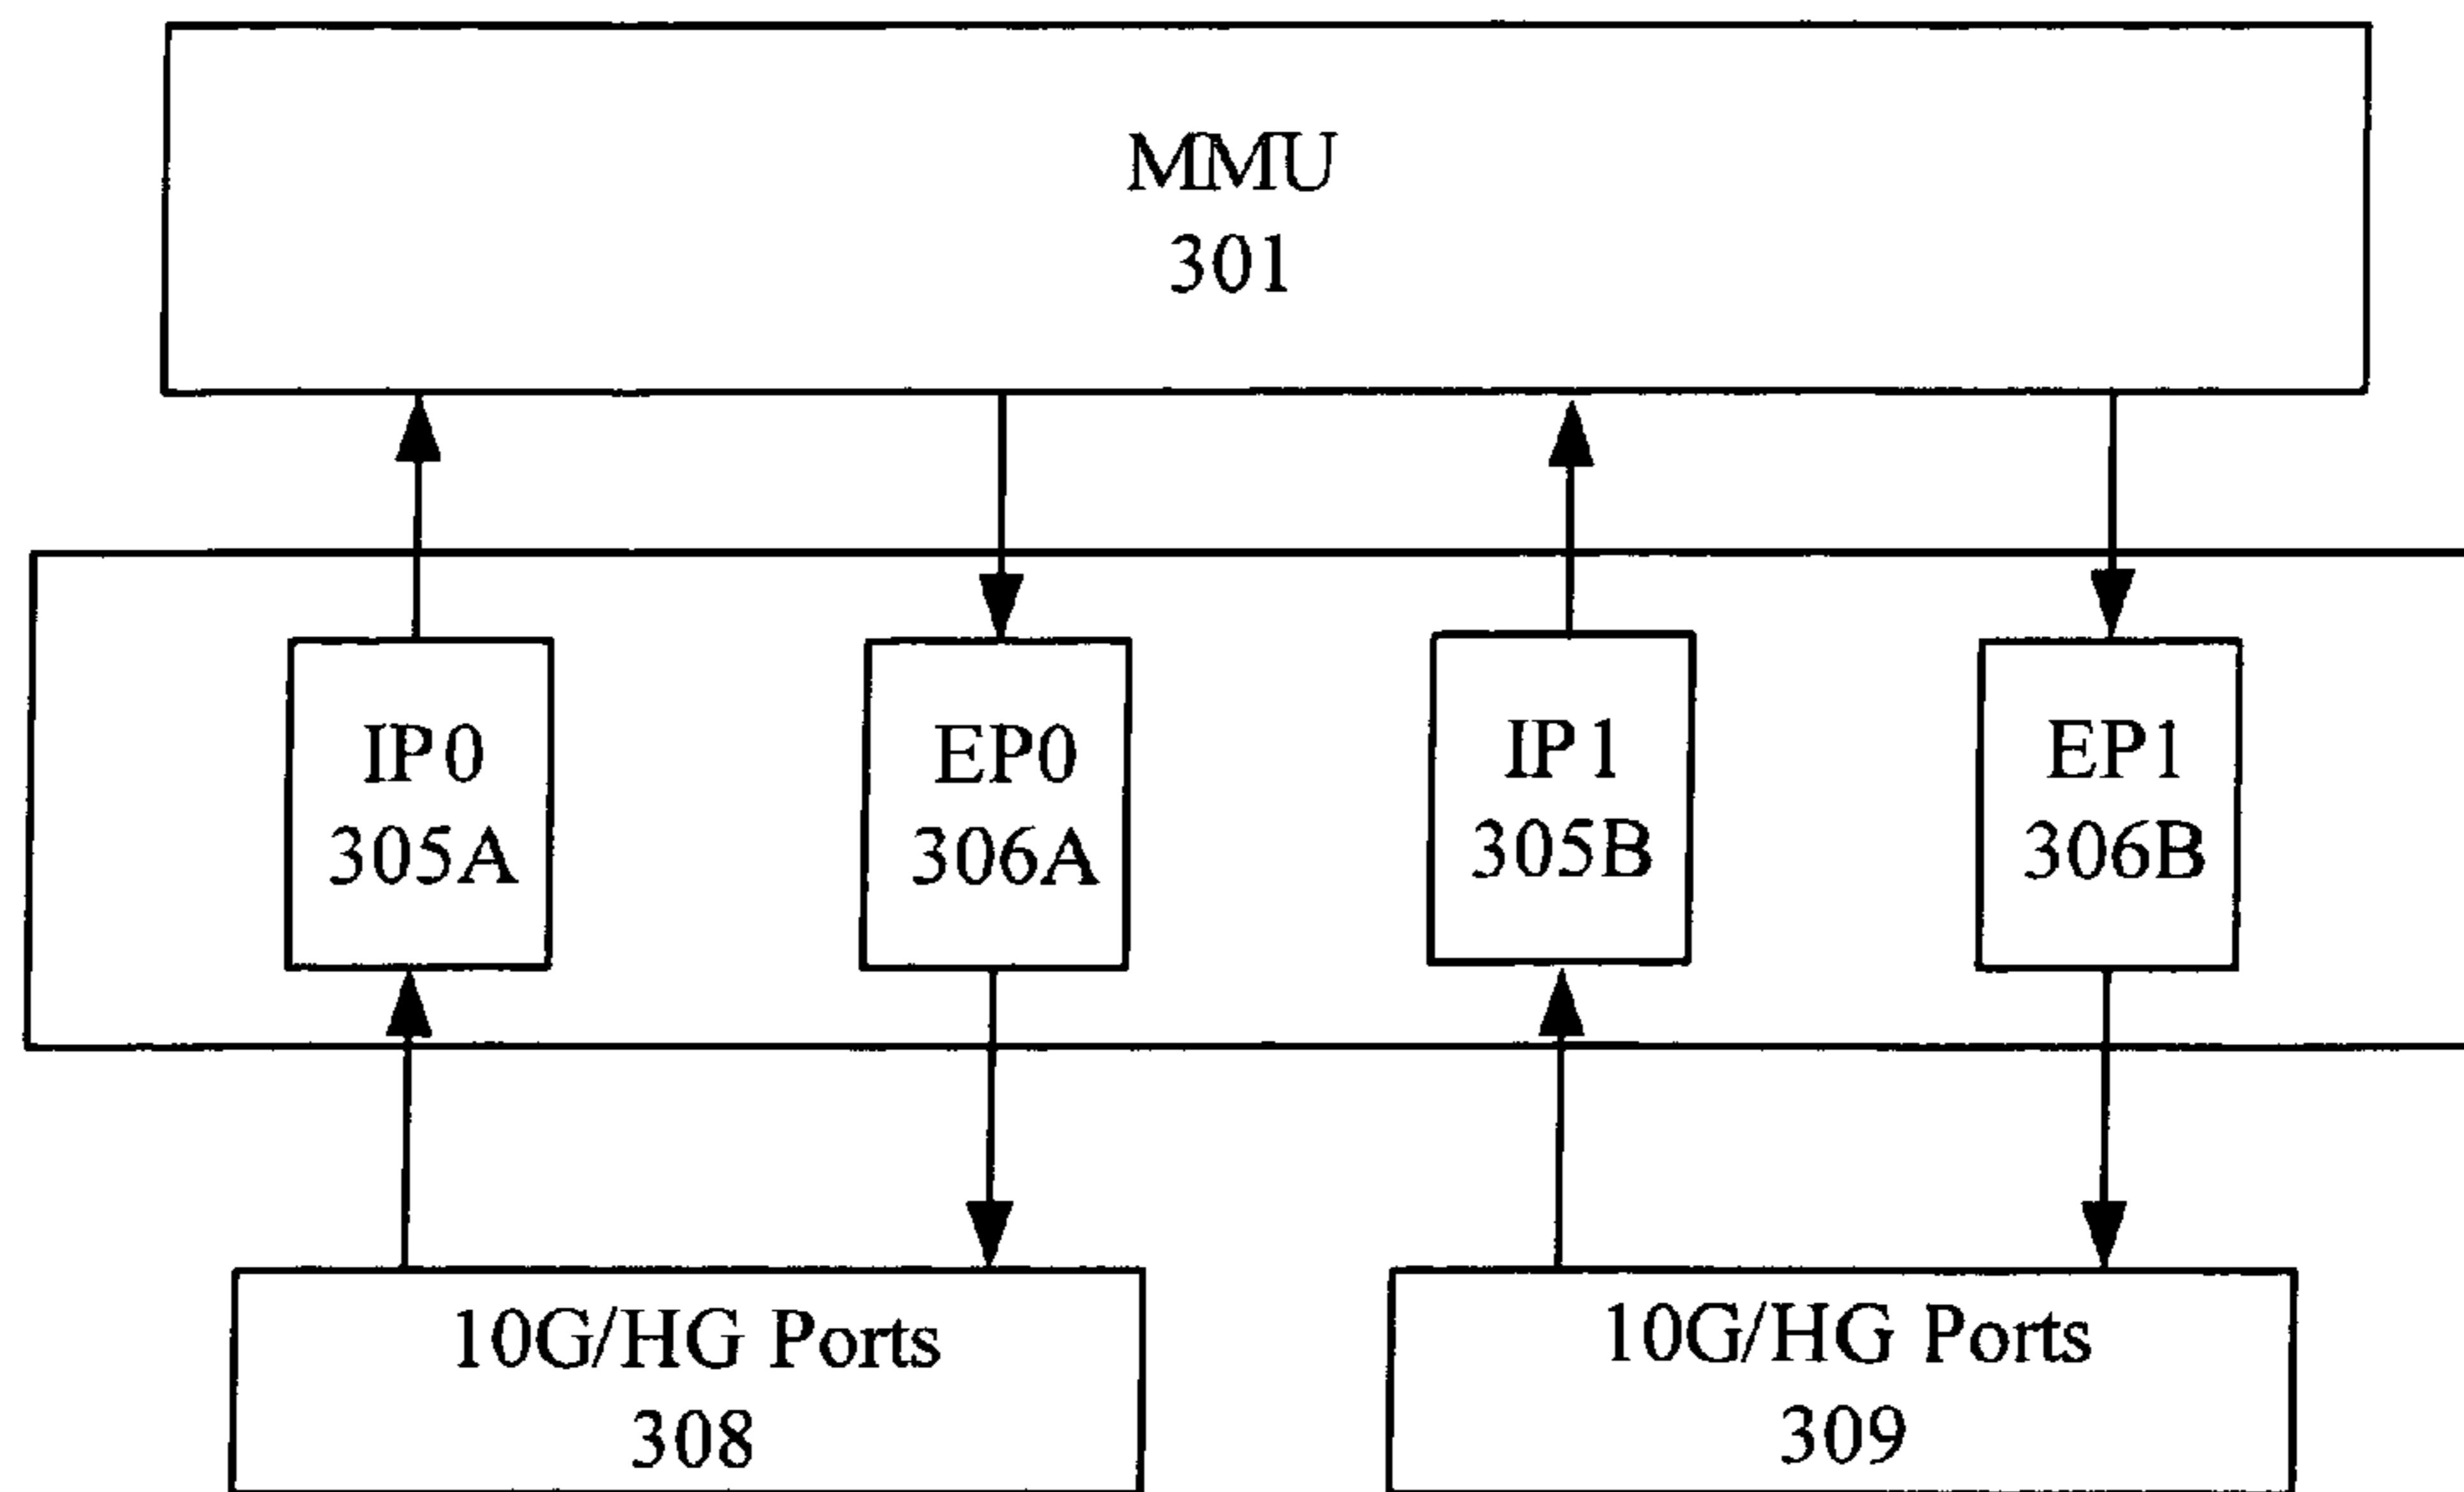 MMU
301
IP0
305A
EP0
306A
IP1
305B
EP1
306B
10G/HG Ports
308
10G/HG Ports
309